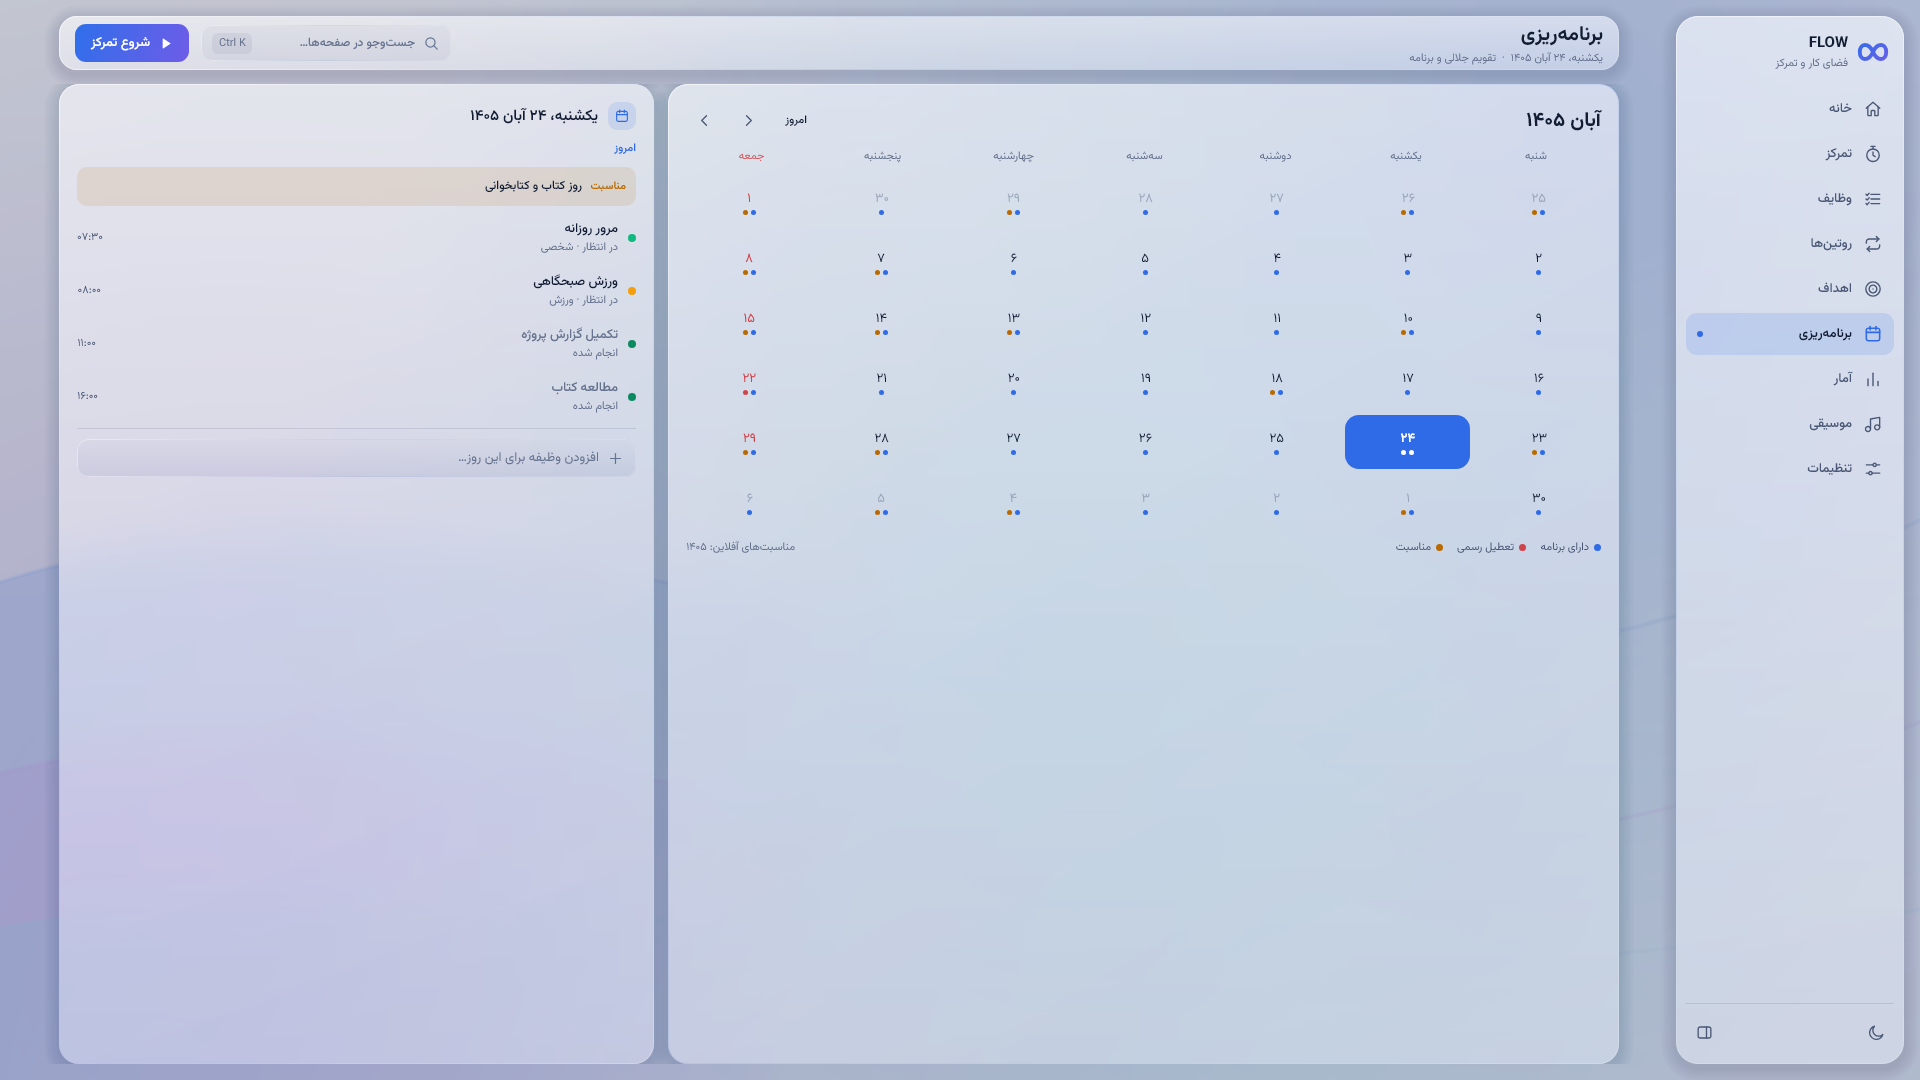 FLOW
فضای کار و تمرکز
خانه
تمرکز
وظایف
روتین‌ها
اهداف
برنامه‌ریزی
آمار
موسیقی
تنظیمات
برنامه‌ریزی
یکشنبه، ۲۴ آبان ۱۴۰۵ · تقویم جلالی و برنامه
جست‌وجو در صفحه‌ها... Ctrl K
شروع تمرکز
آبان ۱۴۰۵
امروز
شنبه یکشنبه دوشنبه سه‌شنبه چهارشنبه پنجشنبه جمعه
۲۵ ۲۶ ۲۷ ۲۸ ۲۹ ۳۰ ۱
۲ ۳ ۴ ۵ ۶ ۷ ۸
۹ ۱۰ ۱۱ ۱۲ ۱۳ ۱۴ ۱۵
۱۶ ۱۷ ۱۸ ۱۹ ۲۰ ۲۱ ۲۲
۲۳ ۲۴ ۲۵ ۲۶ ۲۷ ۲۸ ۲۹
۳۰ ۱ ۲ ۳ ۴ ۵ ۶
دارای برنامه تعطیل رسمی مناسبت
مناسبت‌های آفلاین: ۱۴۰۵
یکشنبه، ۲۴ آبان ۱۴۰۵
امروز
مناسبت روز کتاب و کتابخوانی
مرور روزانه ۰۷:۳۰
در انتظار · شخصی
ورزش صبحگاهی ۰۸:۰۰
در انتظار · ورزش
تکمیل گزارش پروژه ۱۱:۰۰
انجام شده
مطالعه کتاب ۱۶:۰۰
انجام شده
افزودن وظیفه برای این روز...